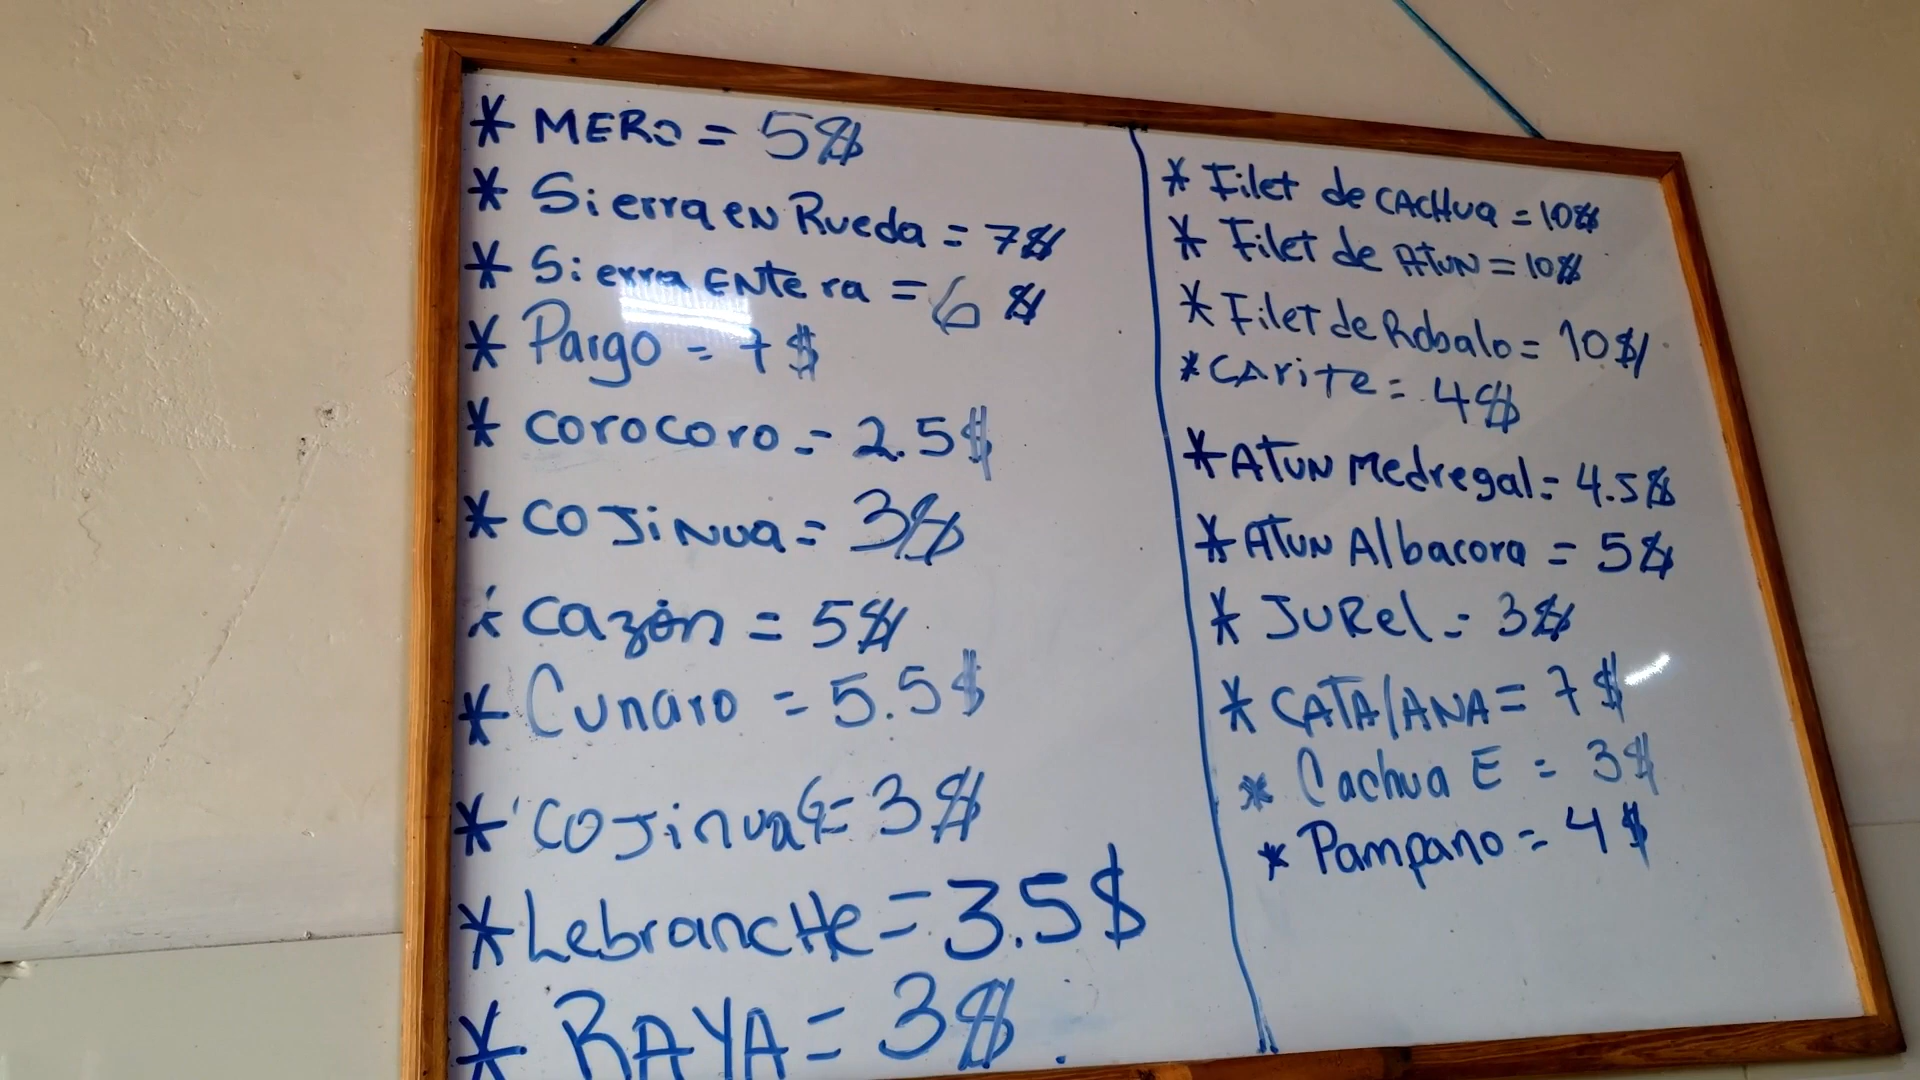 * MERO = 5$
* Sierra en Rueda = 7$
* Sierra ENTera = 6 $
* Pargo = 7 $
* COROCORO = 2.5$
* COJiNUA = 3$
* Cazón = 5$
* Cunaro = 5.5$
* COJinua G = 3$
* LebrancHe = 3.5$
* RAYA = 3$.
* Filet de CACHUA = 10$
* Filet de ATUN = 10$
* Filet de Robalo = 10$
* CAriTe = 4$
* ATUN Medregal = 4.5$
* ATUN Albacora = 5$
* JURel = 3$
* CATAlANA = 7$
* Cachua E = 3$
* Pampano = 4$